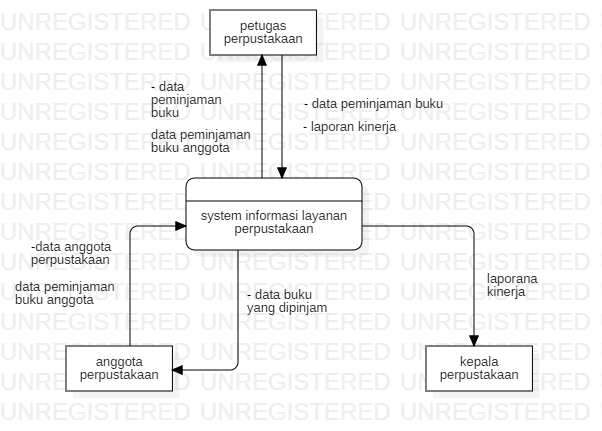 UNREGISTERED UNREGISTERED UNREGISTERED
petugas
perpustakaan
- data
peminjaman
buku
data peminjaman
buku anggota
- data peminjaman buku
- laporan kinerja
system informasi layanan
perpustakaan
-data anggota
perpustakaan
data peminjaman
buku anggota
- data buku
yang dipinjam
laporana
kinerja
anggota
perpustakaan
kepala
perpustakaan